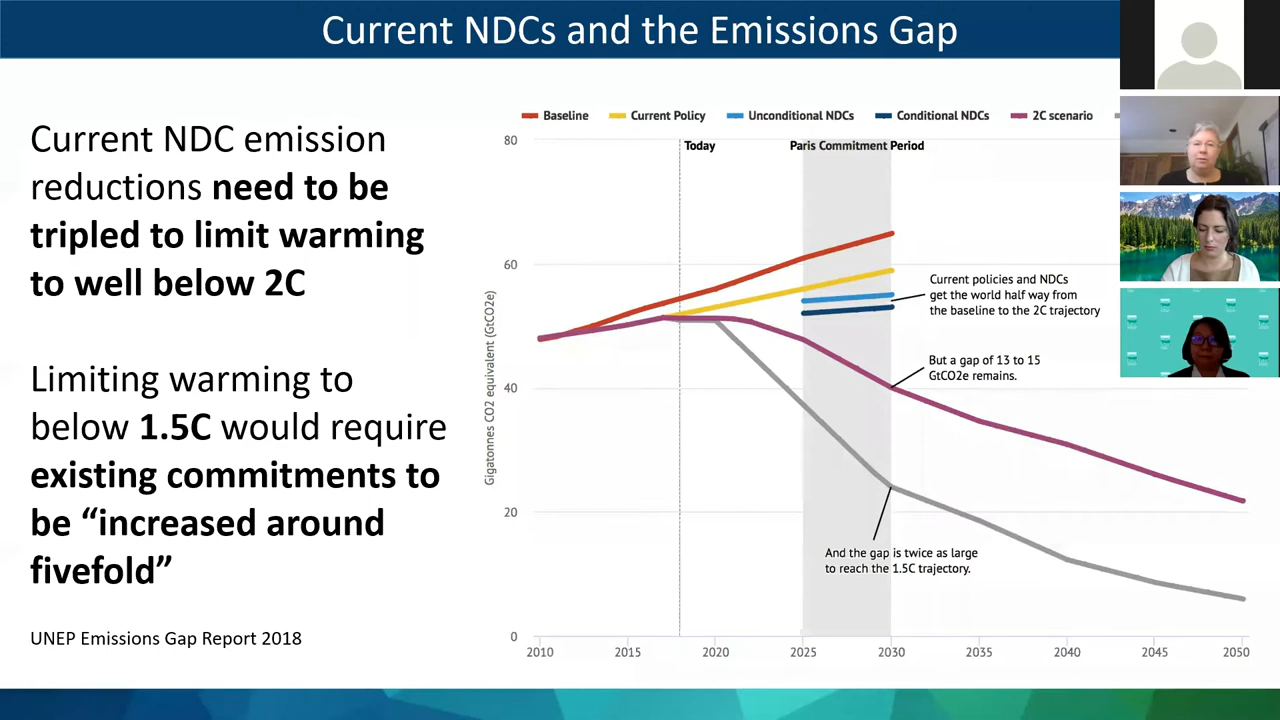 Current NDCs and the Emissions Gap
Current NDC emission
reductions need to be
tripled to limit warming
to well below 2C
Limiting warming to
below 1.5C would require
existing commitments to
be “increased around
fivefold”
UNEP Emissions Gap Report 2018
Baseline
Current Policy
Unconditional NDCs
Conditional NDCs
2C scenario
80
Today
Paris Commitment Period
60
Current policies and NDCs
get the world half way from
the baseline to the 2C trajectory
But a gap of 13 to 15
GtCO2e remains.
40
Gigatonnes CO2 equivalent (GtCO2e)
20
And the gap is twice as large
to reach the 1.5C trajectory.
0
2010 2015 2020 2025 2030 2035 2040 2045 2050